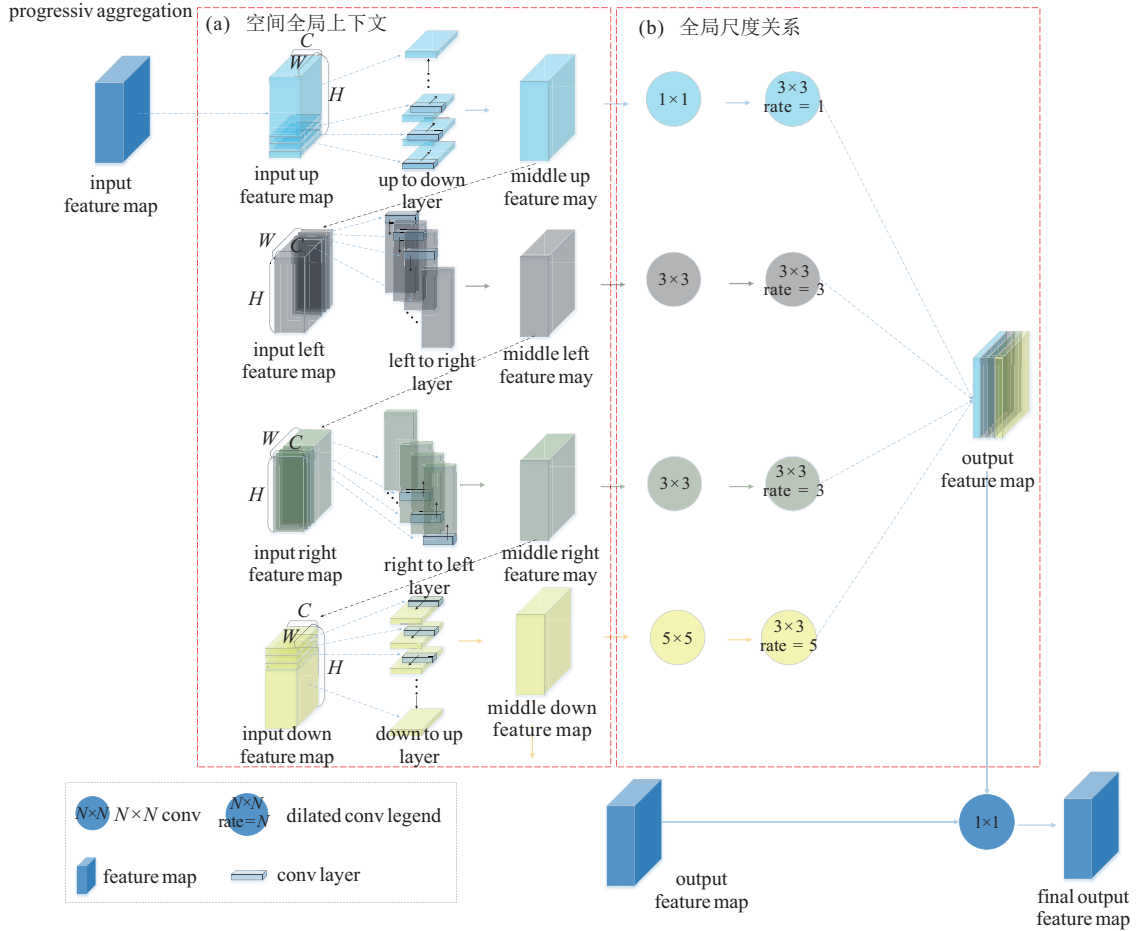 progressiv aggregation
(a) 空间全局上下文
(b) 全局尺度关系
C
W
H
input
feature map
input up
feature map
up to down
layer
middle up
feature may
1×1
3×3
rate = 1
W
C
H
input left
feature map
left to right
layer
middle left
feature may
3×3
3×3
rate = 3
W
C
H
input right
feature map
right to left
layer
middle right
feature may
3×3
3×3
rate = 3
output
feature map
C
W
H
input down
feature map
down to up
layer
middle down
feature map
5×5
3×3
rate = 5
N×N N×N conv
N×N
rate=N dilated conv legend
feature map
conv layer
output
feature map
1×1
final output
feature map